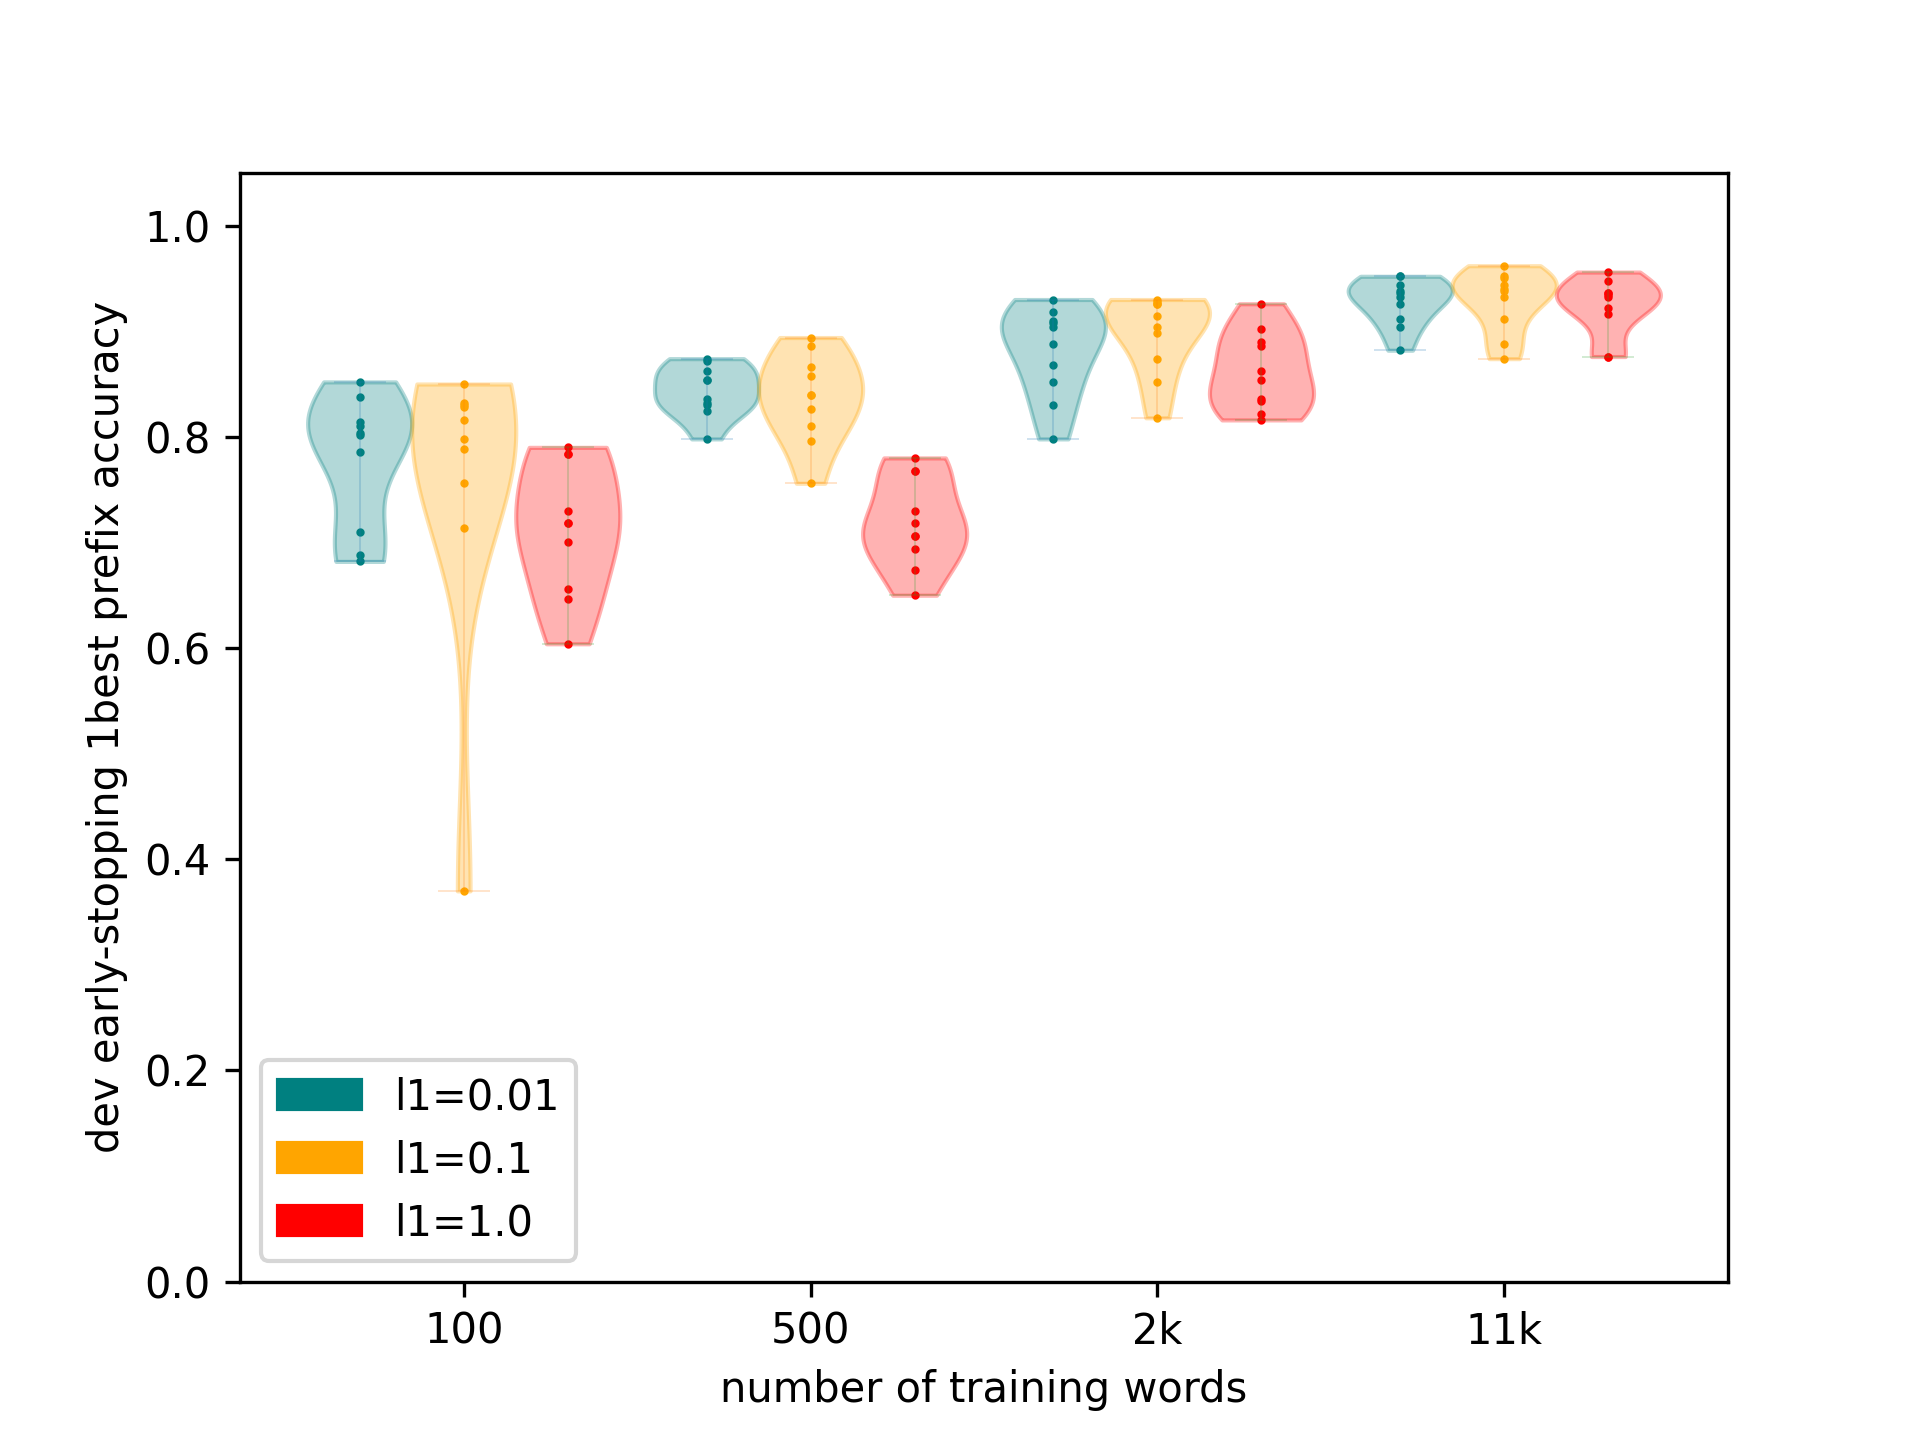 dev early-stopping 1best prefix accuracy
1.0
0.8
0.6
0.4
0.2
0.0
l1=0.01
l1=0.1
l1=1.0
100 500 2k 11k
number of training words